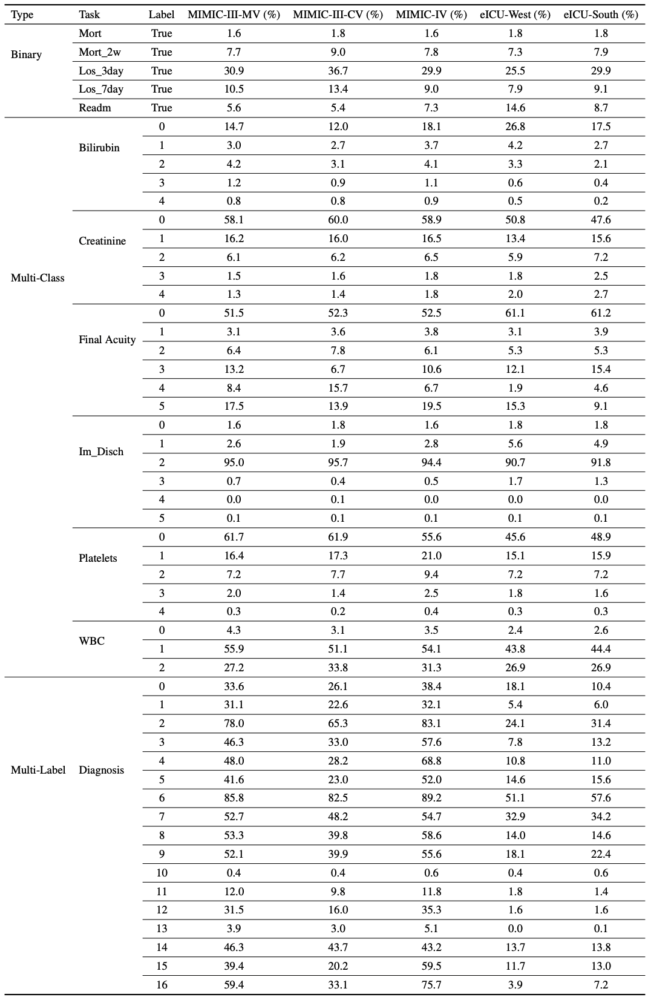 Type Task Label MIMIC-III-MV (%) MIMIC-III-CV (%) MIMIC-IV (%) eICU-West (%) eICU-South (%)
Mort True 1.6 1.8 1.6 1.8 1.8
Binary Mort_2w True 7.7 9.0 7.8 7.3 7.9
Los_3day True 30.9 36.7 29.9 25.5 29.9
Los_7day True 10.5 13.4 9.0 7.9 9.1
Readm True 5.6 5.4 7.3 14.6 8.7
0 14.7 12.0 18.1 26.8 17.5
Bilirubin 1 3.0 2.7 3.7 4.2 2.7
2 4.2 3.1 4.1 3.3 2.1
3 1.2 0.9 1.1 0.6 0.4
4 0.8 0.8 0.9 0.5 0.2
0 58.1 60.0 58.9 50.8 47.6
Creatinine 1 16.2 16.0 16.5 13.4 15.6
2 6.1 6.2 6.5 5.9 7.2
Multi-Class 3 1.5 1.6 1.8 1.8 2.5
4 1.3 1.4 1.8 2.0 2.7
0 51.5 52.3 52.5 61.1 61.2
Final Acuity 1 3.1 3.6 3.8 3.1 3.9
2 6.4 7.8 6.1 5.3 5.3
3 13.2 6.7 10.6 12.1 15.4
4 8.4 15.7 6.7 1.9 4.6
5 17.5 13.9 19.5 15.3 9.1
0 1.6 1.8 1.6 1.8 1.8
Im_Disch 1 2.6 1.9 2.8 5.6 4.9
2 95.0 95.7 94.4 90.7 91.8
3 0.7 0.4 0.5 1.7 1.3
4 0.0 0.1 0.0 0.0 0.0
5 0.1 0.1 0.1 0.1 0.1
0 61.7 61.9 55.6 45.6 48.9
Platelets 1 16.4 17.3 21.0 15.1 15.9
2 7.2 7.7 9.4 7.2 7.2
3 2.0 1.4 2.5 1.8 1.6
4 0.3 0.2 0.4 0.3 0.3
0 4.3 3.1 3.5 2.4 2.6
WBC 1 55.9 51.1 54.1 43.8 44.4
2 27.2 33.8 31.3 26.9 26.9
0 33.6 26.1 38.4 18.1 10.4
1 31.1 22.6 32.1 5.4 6.0
2 78.0 65.3 83.1 24.1 31.4
3 46.3 33.0 57.6 7.8 13.2
Multi-Label Diagnosis 4 48.0 28.2 68.8 10.8 11.0
5 41.6 23.0 52.0 14.6 15.6
6 85.8 82.5 89.2 51.1 57.6
7 52.7 48.2 54.7 32.9 34.2
8 53.3 39.8 58.6 14.0 14.6
9 52.1 39.9 55.6 18.1 22.4
10 0.4 0.4 0.6 0.4 0.6
11 12.0 9.8 11.8 1.8 1.4
12 31.5 16.0 35.3 1.6 1.6
13 3.9 3.0 5.1 0.0 0.1
14 46.3 43.7 43.2 13.7 13.8
15 39.4 20.2 59.5 11.7 13.0
16 59.4 33.1 75.7 3.9 7.2